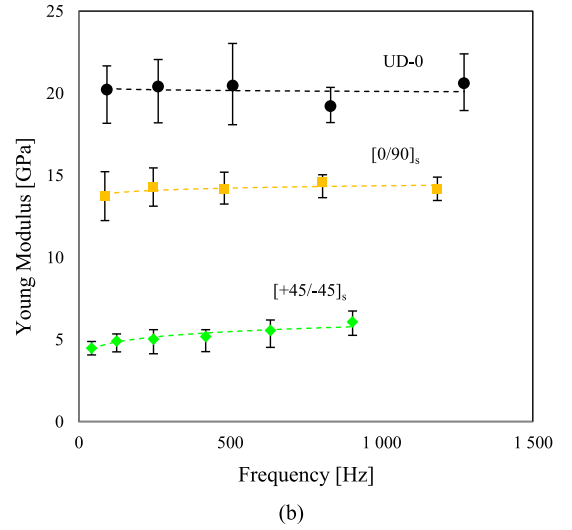 25
20
15
10
5
0
Young Modulus [GPa]
UD-0
[0/90]s
[+45/-45]s
0
500
1 000
1 500
Frequency [Hz]
(b)